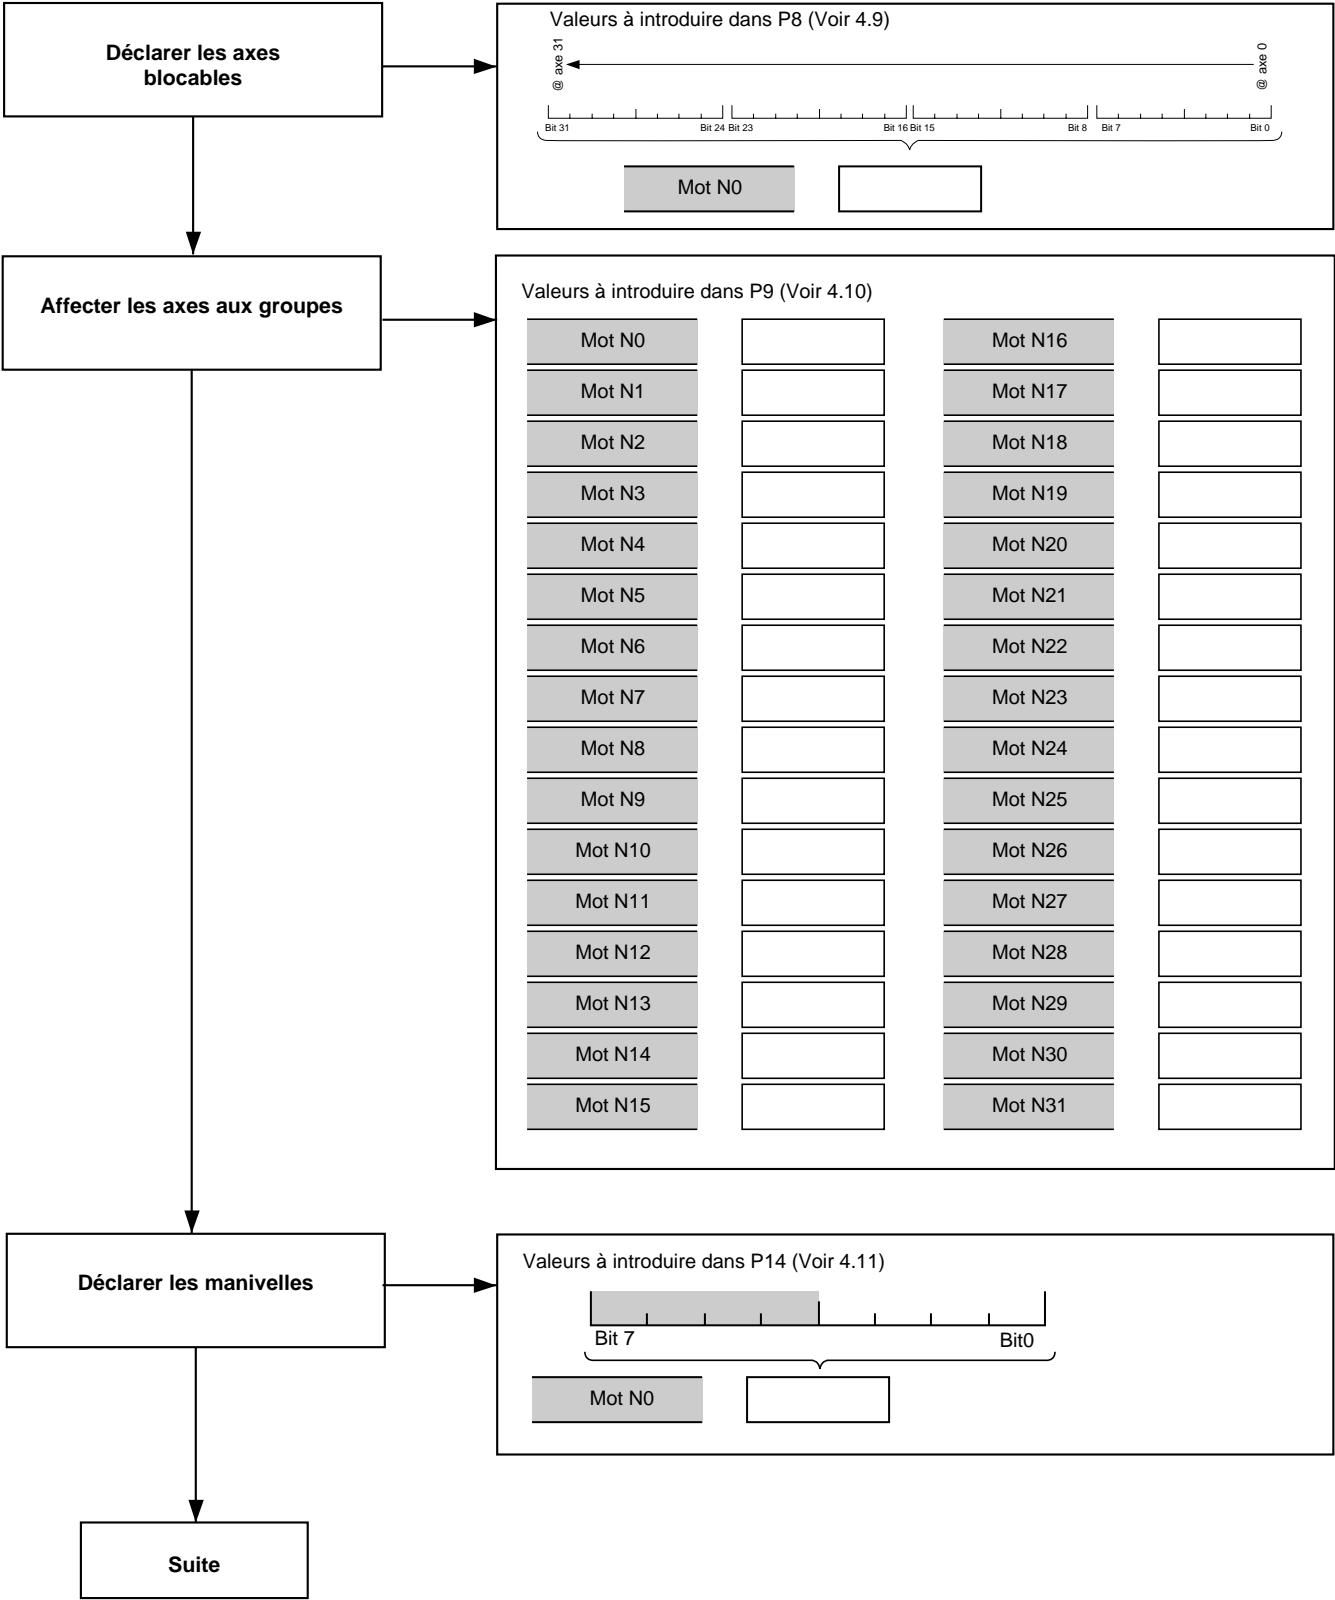 Déclarer les axes
blocables
Valeurs à introduire dans P8 (Voir 4.9)
@ axe 31
@ axe 0
Bit 31 Bit 24 Bit 23 Bit 16 Bit 15 Bit 8 Bit 7 Bit 0
Mot N0
Affecter les axes aux groupes
Valeurs à introduire dans P9 (Voir 4.10)
Mot N0 Mot N16
Mot N1 Mot N17
Mot N2 Mot N18
Mot N3 Mot N19
Mot N4 Mot N20
Mot N5 Mot N21
Mot N6 Mot N22
Mot N7 Mot N23
Mot N8 Mot N24
Mot N9 Mot N25
Mot N10 Mot N26
Mot N11 Mot N27
Mot N12 Mot N28
Mot N13 Mot N29
Mot N14 Mot N30
Mot N15 Mot N31
Déclarer les manivelles
Valeurs à introduire dans P14 (Voir 4.11)
Bit 7 Bit0
Mot N0
Suite